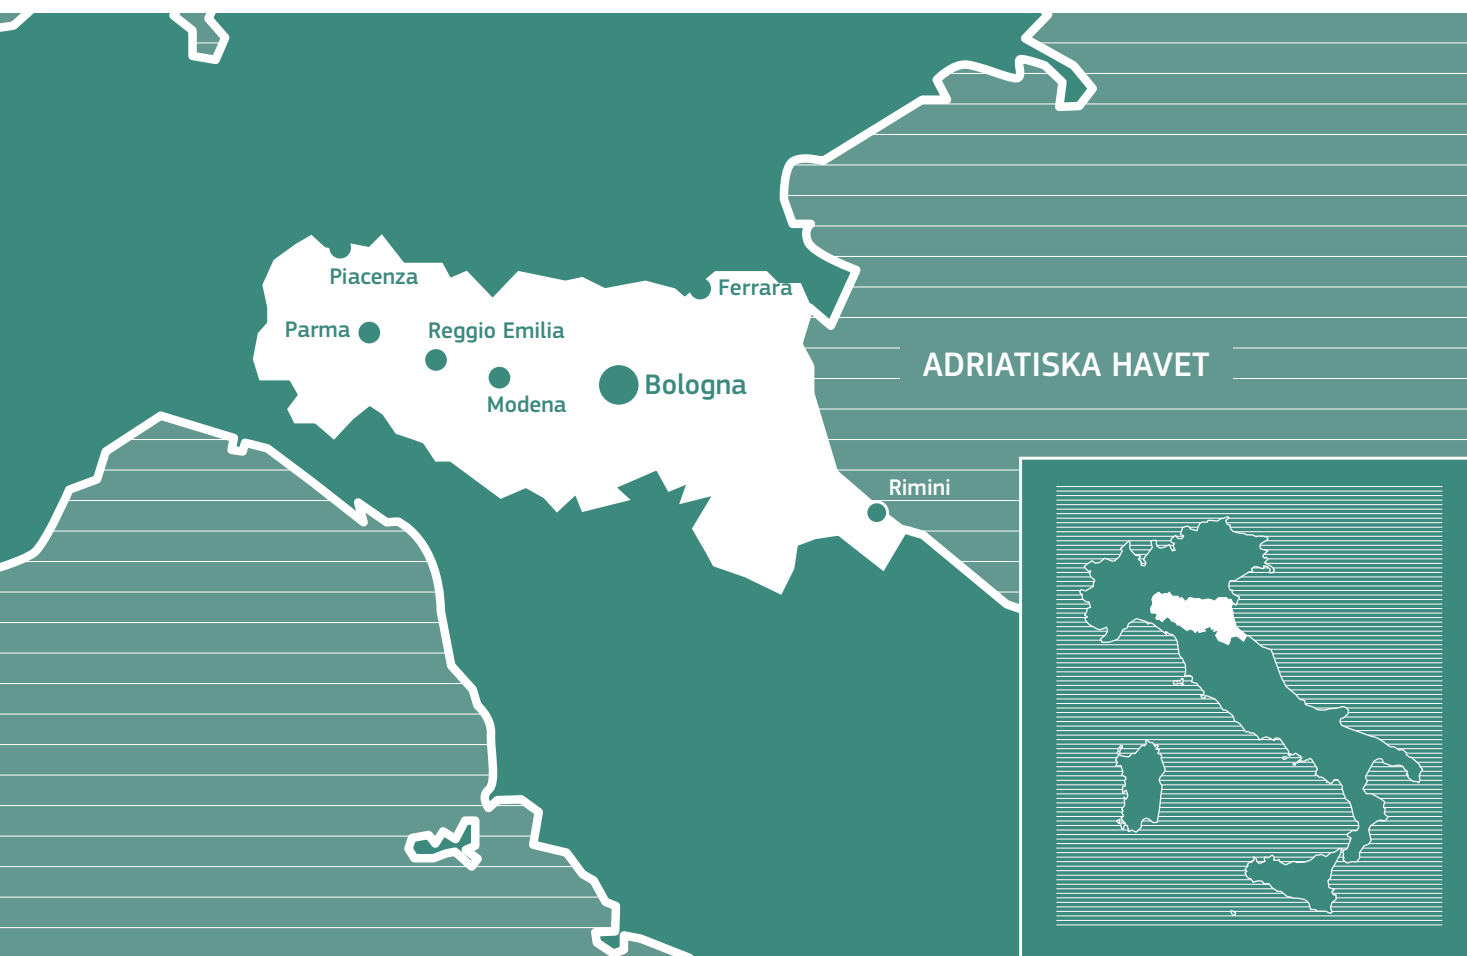 Piacenza
Ferrara
Parma
Reggio Emilia
ADRIATISKA HAVET
Bologna
Modena
Rimini